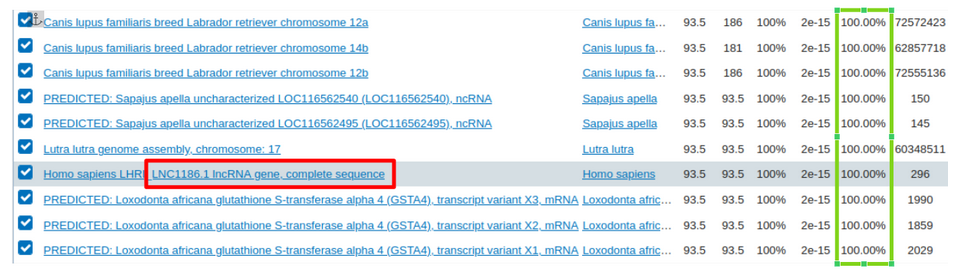 Canis lupus familiaris breed Labrador retriever chromosome 12a Canis lupus fa... 93.5 186 100% 2e-15 100.00% 72572423
Canis lupus familiaris breed Labrador retriever chromosome 14b Canis lupus fa... 93.5 181 100% 2e-15 100.00% 62857718
Canis lupus familiaris breed Labrador retriever chromosome 12b Canis lupus fa... 93.5 186 100% 2e-15 100.00% 72555136
PREDICTED: Sapajus apella uncharacterized LOC116562540 (LOC116562540), ncRNA Sapajus apella 93.5 93.5 100% 2e-15 100.00% 150
PREDICTED: Sapajus apella uncharacterized LOC116562495 (LOC116562495), ncRNA Sapajus apella 93.5 93.5 100% 2e-15 100.00% 145
Lutra lutra genome assembly, chromosome: 17 Lutra lutra 93.5 93.5 100% 2e-15 100.00% 60348511
Homo sapiens LNC1186.1 lncRNA gene, complete sequence Homo sapiens 93.5 93.5 100% 2e-15 100.00% 296
PREDICTED: Loxodonta africana glutathione S-transferase alpha 4 (GSTA4), transcript variant X3, mRNA Loxodonta afric... 93.5 93.5 100% 2e-15 100.00% 1990
PREDICTED: Loxodonta africana glutathione S-transferase alpha 4 (GSTA4), transcript variant X2, mRNA Loxodonta afric... 93.5 93.5 100% 2e-15 100.00% 1859
PREDICTED: Loxodonta africana glutathione S-transferase alpha 4 (GSTA4), transcript variant X1, mRNA Loxodonta afric... 93.5 93.5 100% 2e-15 100.00% 2029